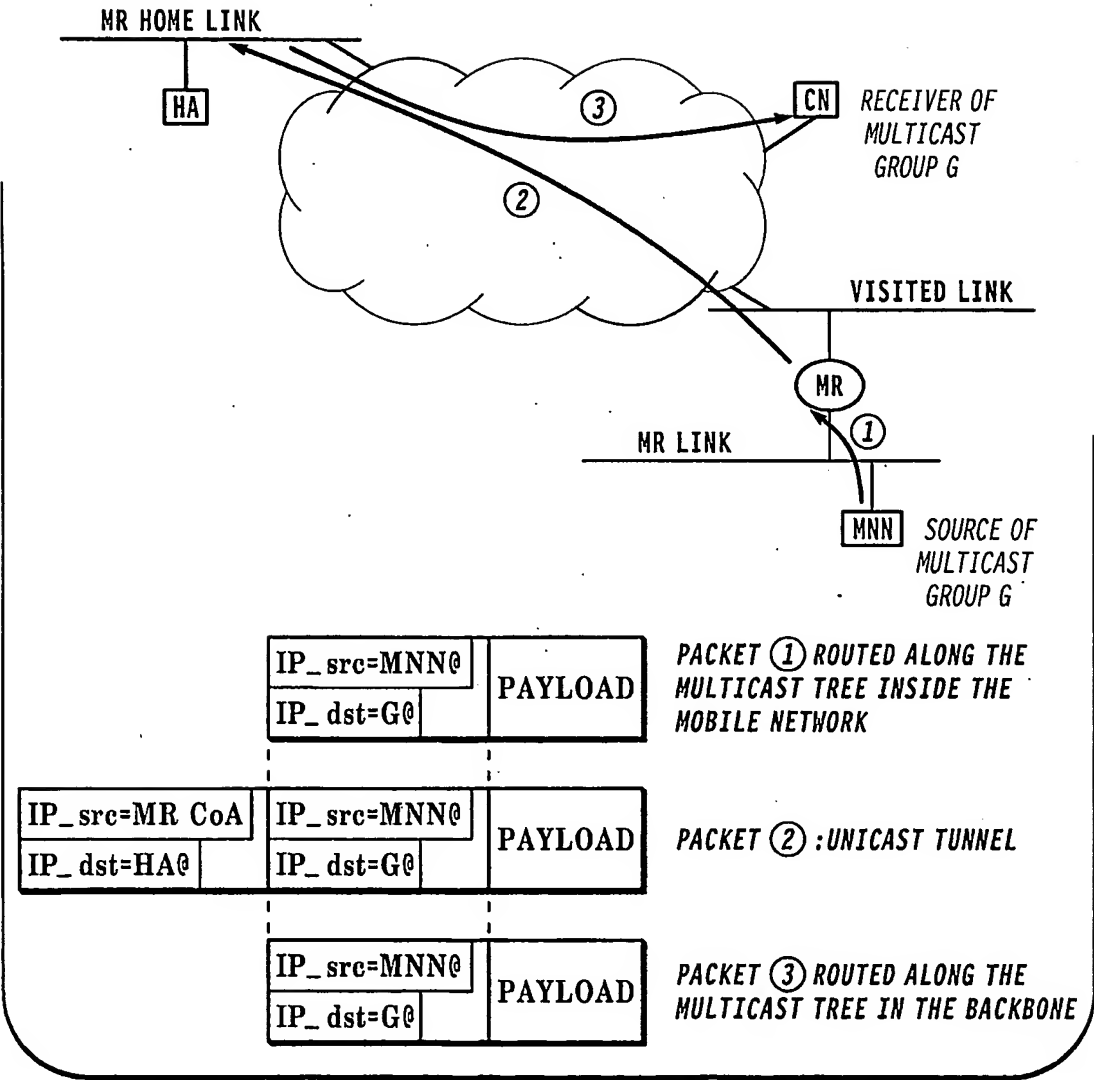 MR HOME LINK
HA
③
CN
RECEIVER OF
MULTICAST
GROUP G
②
VISITED LINK
MR
①
MR LINK
MNN
SOURCE OF
MULTICAST
GROUP G
IP_src=MNN@
IP_dst=G@
PAYLOAD
PACKET ① ROUTED ALONG THE
MULTICAST TREE INSIDE THE
MOBILE NETWORK
IP_src=MR CoA
IP_dst=HA@
IP_src=MNN@
IP_dst=G@
PAYLOAD
PACKET ② :UNICAST TUNNEL
IP_src=MNN@
IP_dst=G@
PAYLOAD
PACKET ③ ROUTED ALONG THE
MULTICAST TREE IN THE BACKBONE